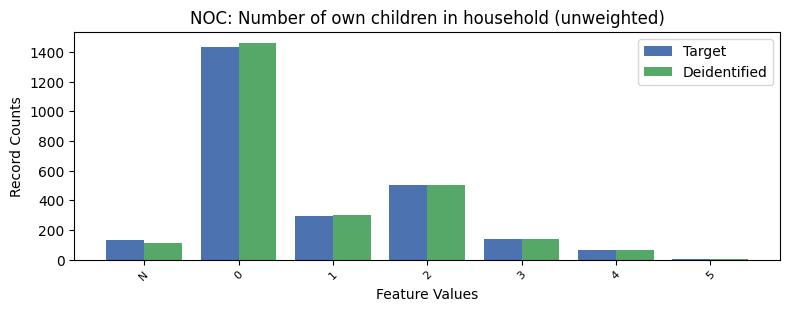 NOC: Number of own children in household (unweighted)
Target
Deidentified
Record Counts
1400
1200
1000
800
600
400
200
0
N 0 1 2 3 4 5
Feature Values